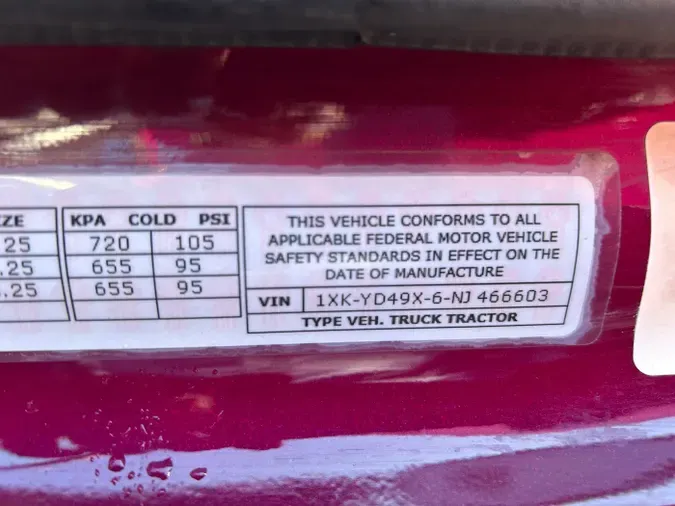 ZE
KPA COLD PSI
25 720 105
.25 655 95
.25 655 95
THIS VEHICLE CONFORMS TO ALL
APPLICABLE FEDERAL MOTOR VEHICLE
SAFETY STANDARDS IN EFFECT ON THE
DATE OF MANUFACTURE
VIN 1XK-YD49X-6-NJ 466603
TYPE VEH. TRUCK TRACTOR